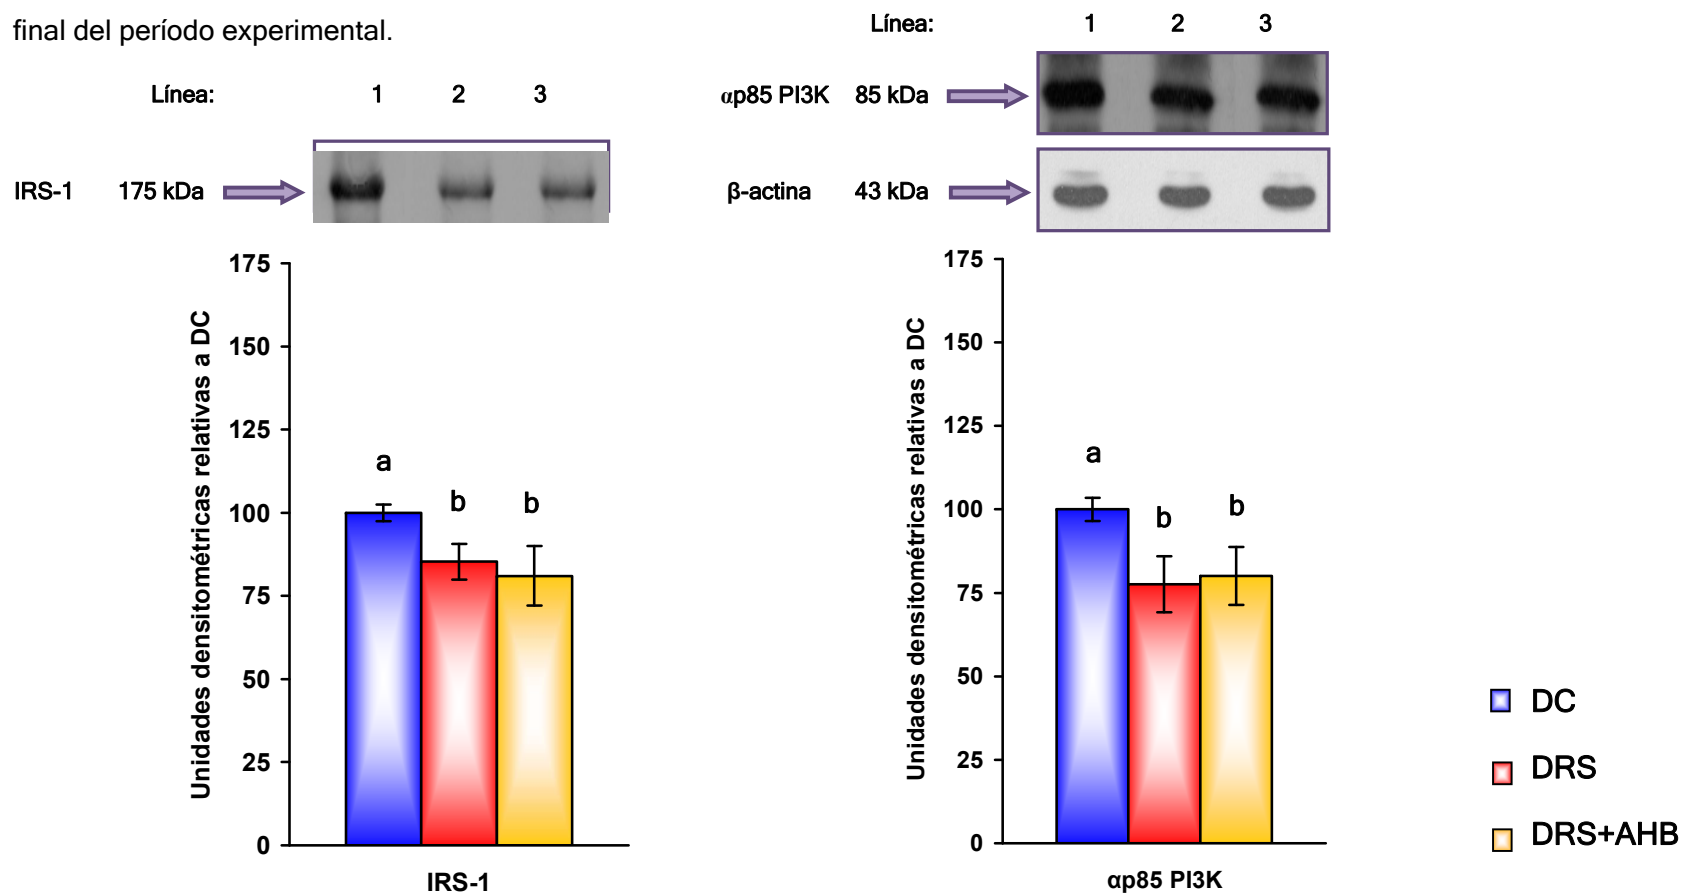 final del período experimental.
Línea: 1 2 3
IRS-1 175 kDa
175
150
125
100
75
50
25
0
Unidades densitométricas relativas a DC
a
b
b
IRS-1
Línea: 1 2 3
αp85 PI3K 85 kDa
β-actina 43 kDa
175
150
125
100
75
50
25
0
Unidades densitométricas relativas a DC
a
b
b
αp85 PI3K
DC
DRS
DRS+AHB